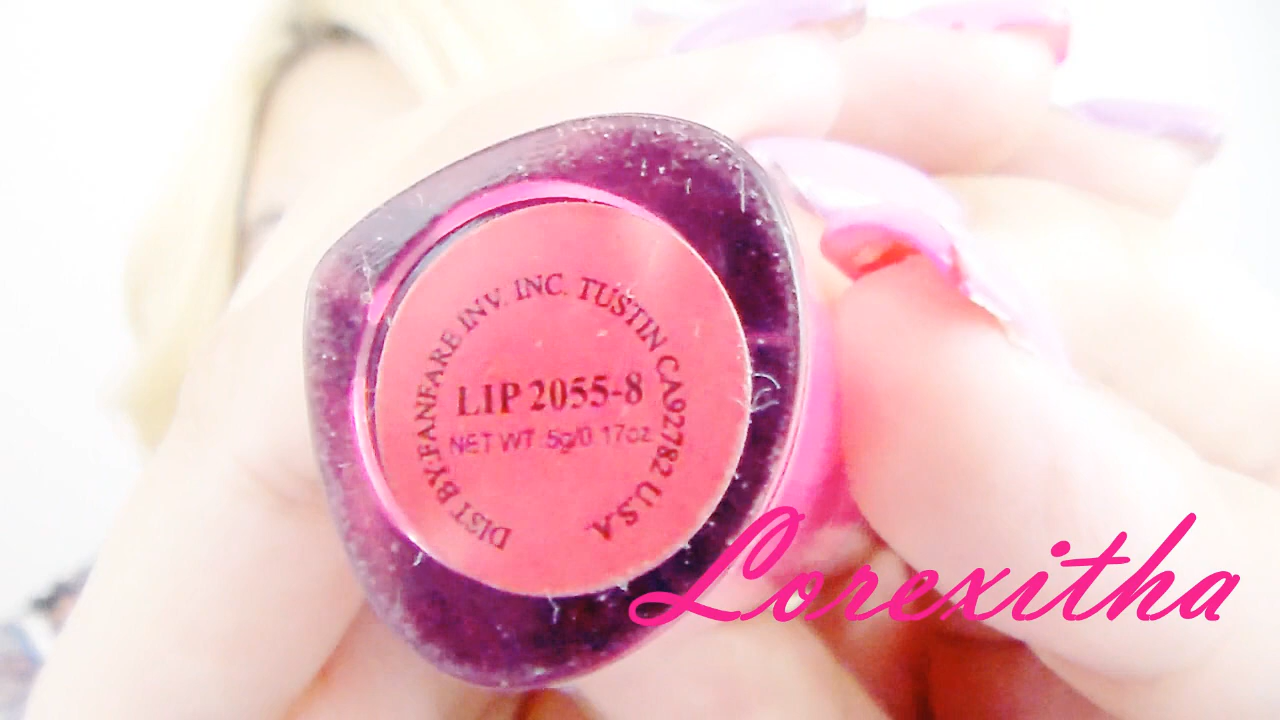 DIST BY:FANFARE INV. INC. TUSTIN CA92782 U.S.A.
LIP 2055-8
NET WT .5g/0.17oz
Lorexitha